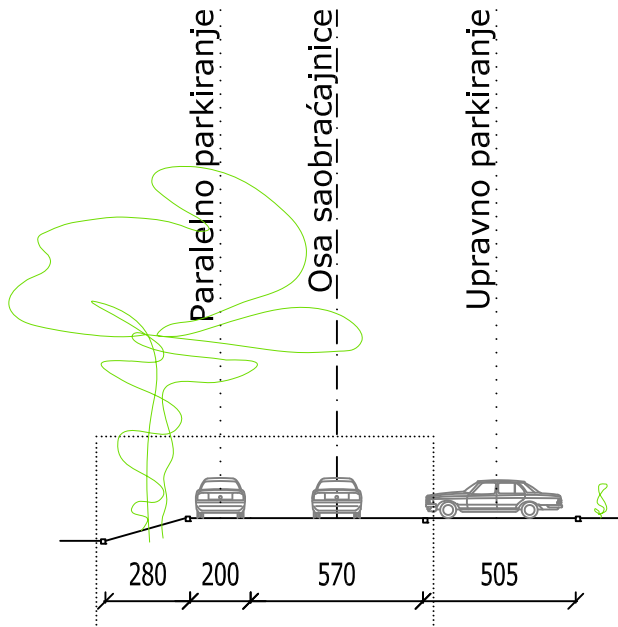 Paralelno parkiranje
Osa saobraćajnice
Upravno parkiranje
280
200
570
505